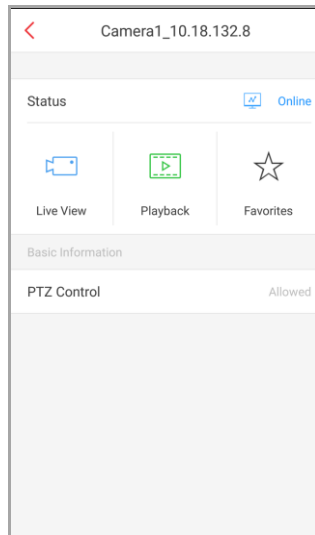 Camera1_10.18.132.8
Status Online
Live View Playback Favorites
Basic Information
PTZ Control Allowed